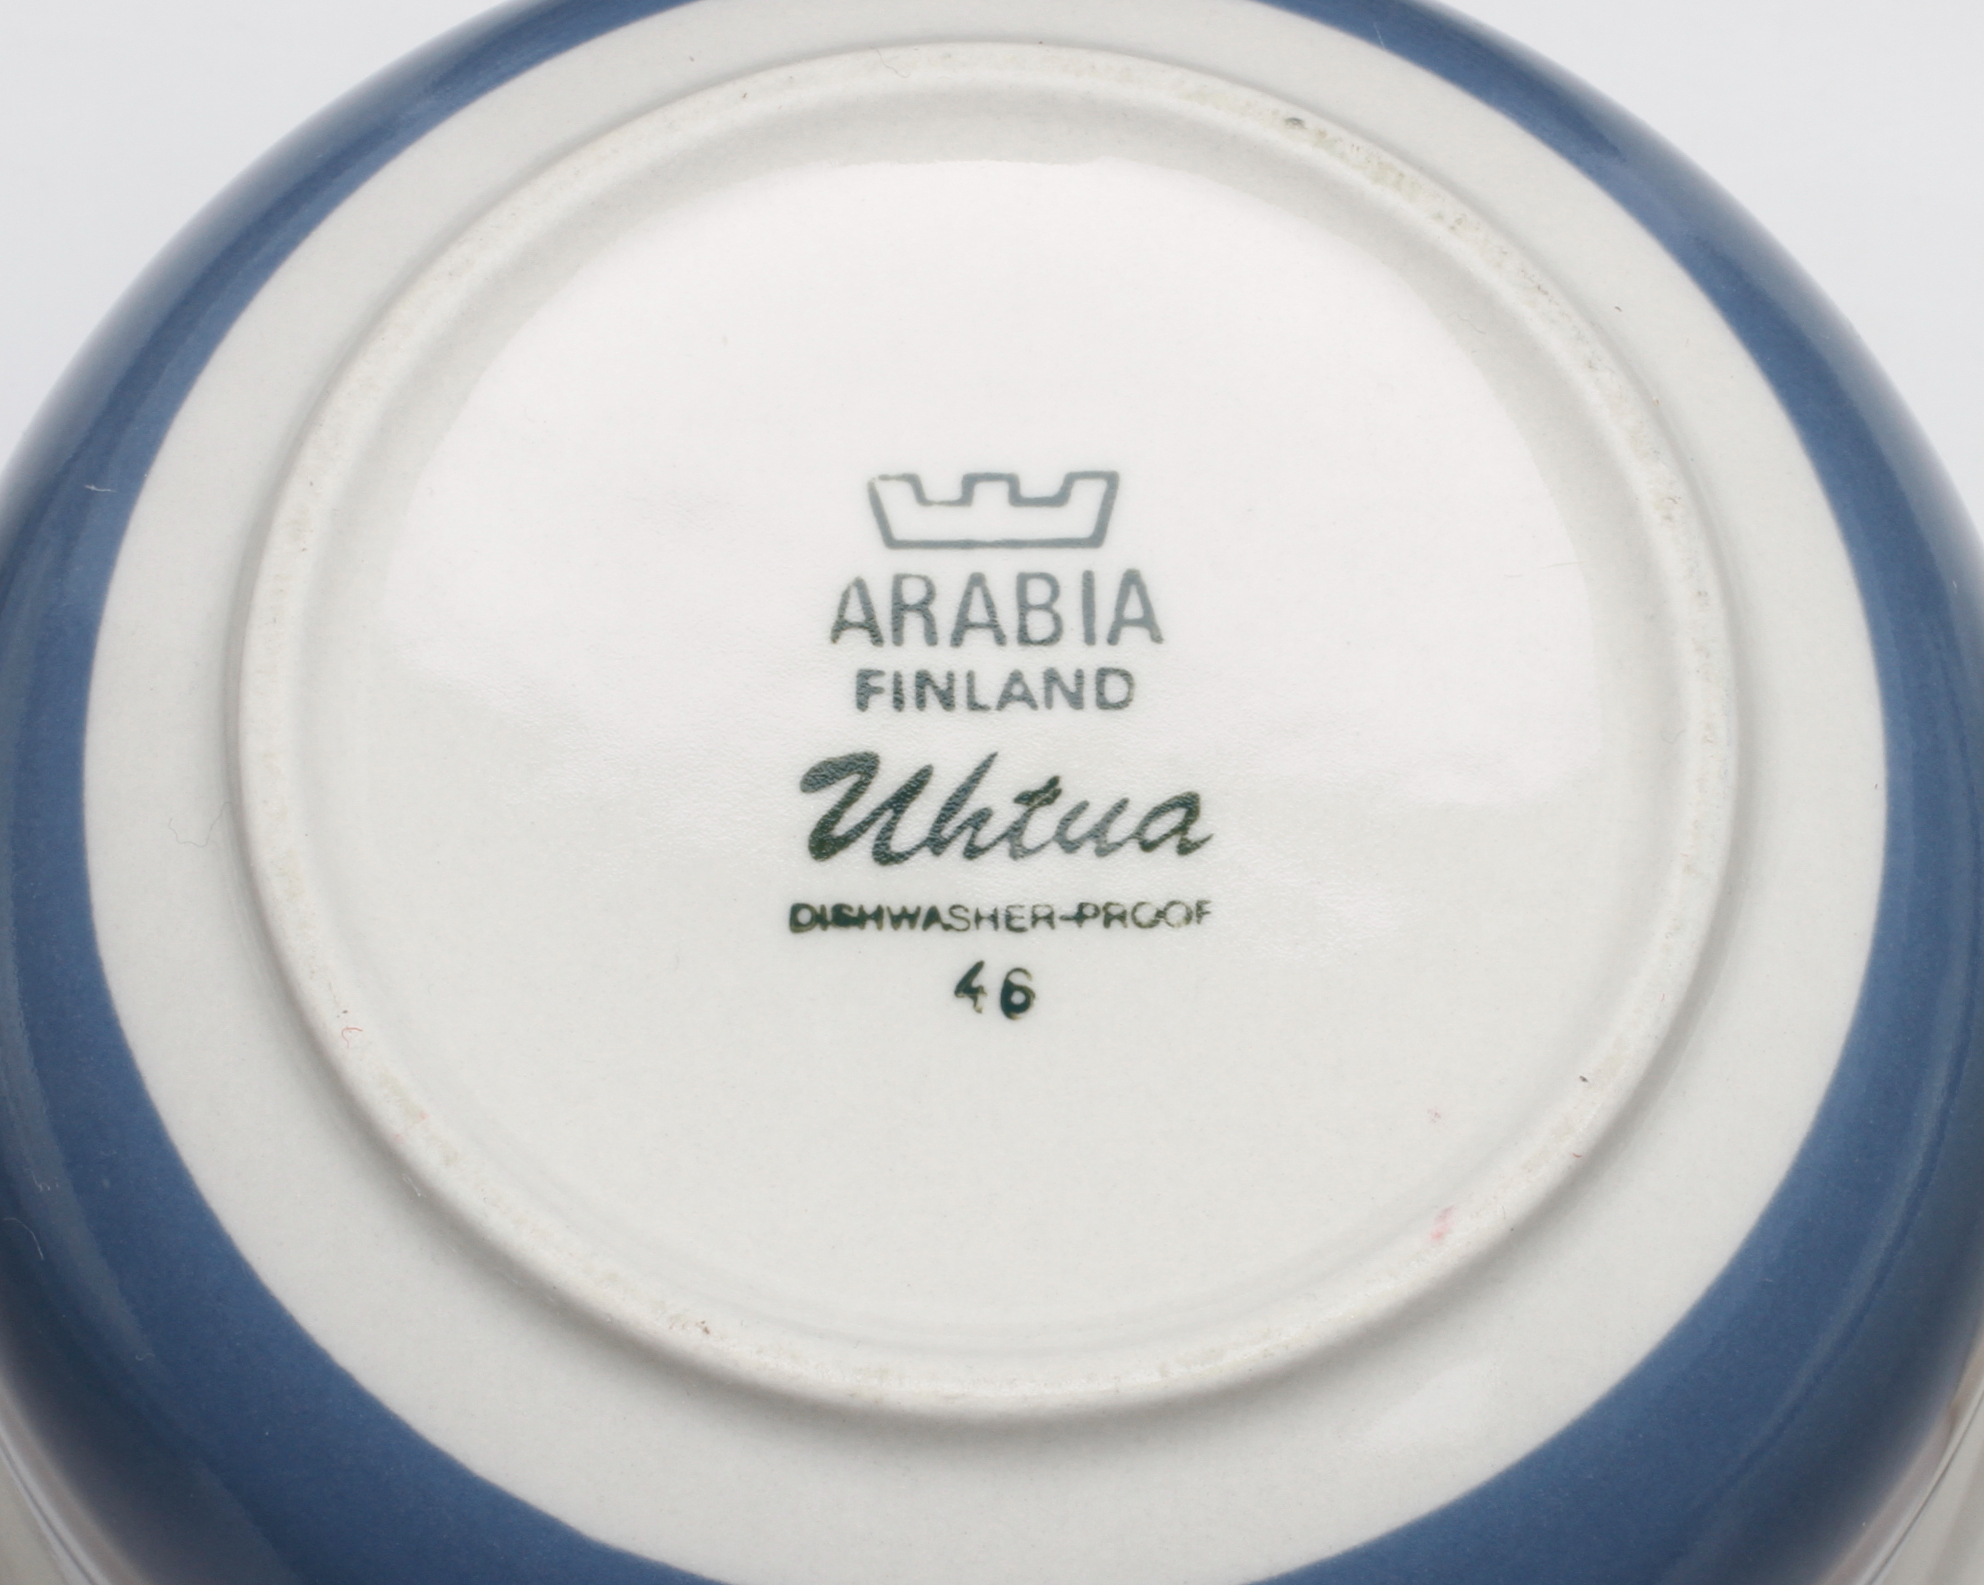 ARABIA
FINLAND
Uhtua
DISHWASHER-PROOF
46